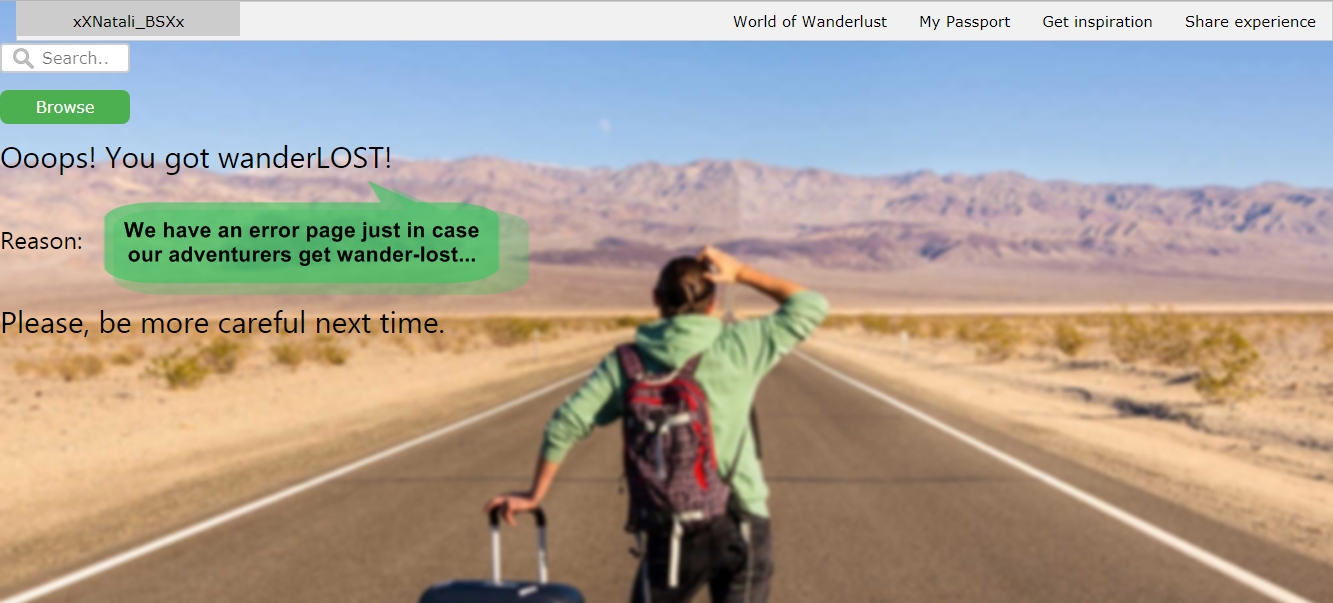 xXNatali_BSXx World of Wanderlust My Passport Get inspiration Share experience
Search..
Browse
Ooops! You got wanderLOST!
Reason:
We have an error page just in case
our adventurers get wander-lost...
Please, be more careful next time.